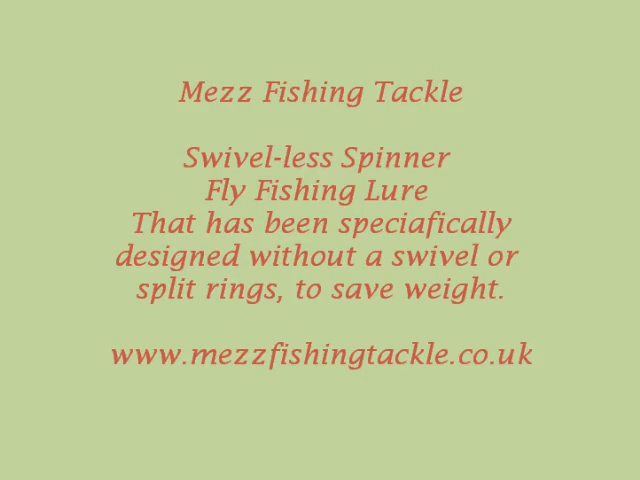 Mezz Fishing Tackle
Swivel-less Spinner
Fly Fishing Lure
That has been speciafically
designed without a swivel or
split rings, to save weight.
www.mezzfishingtackle.co.uk